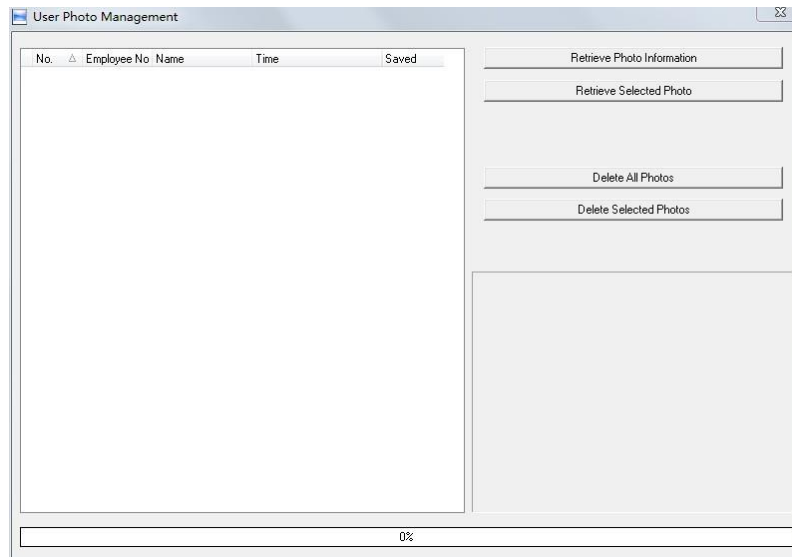 User Photo Management
No. Employee No Name Time Saved
Retrieve Photo Information
Retrieve Selected Photo
Delete All Photos
Delete Selected Photos
0%